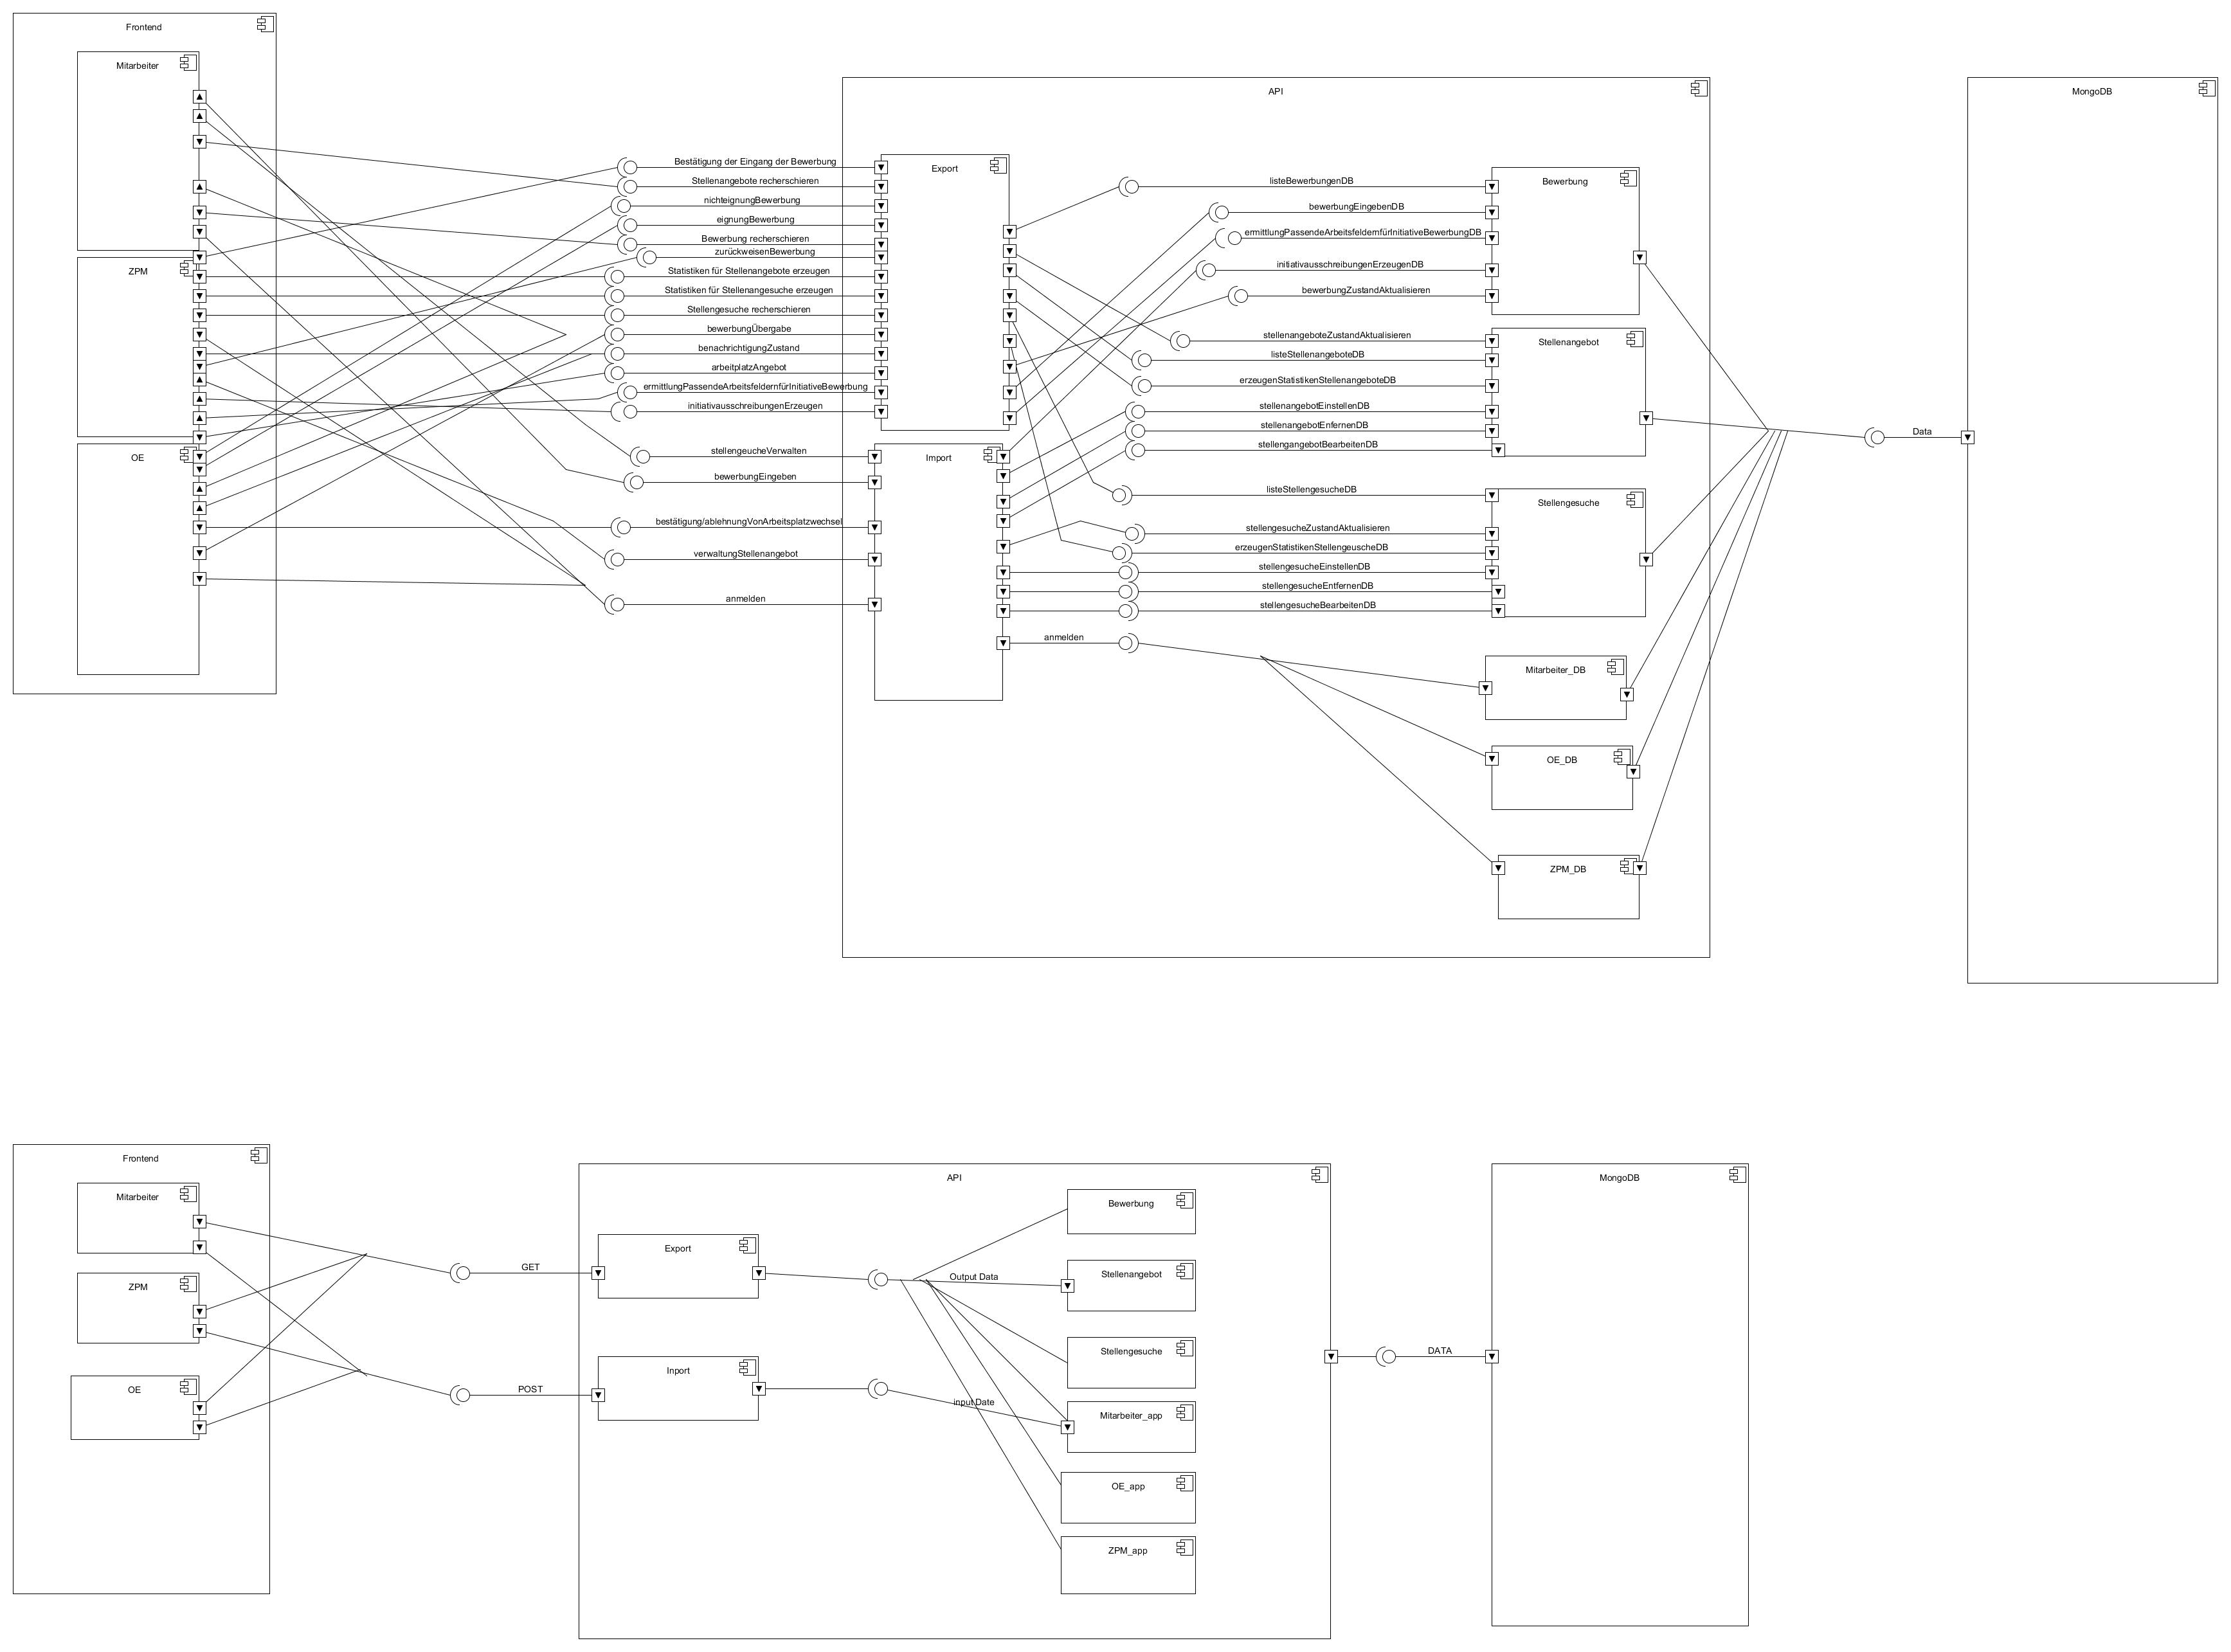 Frontend
Mitarbeiter
ZPM
OE
Bestätigung der Eingang der Bewerbung
Stellenangebote recherschieren
nichteignungBewerbung
eignungBewerbung
Bewerbung recherschieren
zurückweisenBewerbung
Statistiken für Stellenangebote erzeugen
Statistiken für Stellenangesuche erzeugen
Stellengesuche recherschieren
bewerbungÜbergabe
benachrichtigungZustand
arbeitplatzAngebot
ermittlungPassendeArbeitsfeldernfürInitiativeBewerbung
initiativausschreibungenErzeugen
stellengeucheVerwalten
bewerbungEingeben
bestätigung/ablehnungVonArbeitsplatzwechsel
verwaltungStellenangebot
anmelden
API
Export
Import
listeBewerbungenDB
bewerbungEingebenDB
ermittlungPassendeArbeitsfeldernfürInitiativeBewerbungDB
initiativausschreibungenErzeugenDB
bewerbungZustandAktualisieren
stellenangeboteZustandAktualisieren
listeStellenangeboteDB
erzeugenStatistikenStellenangeboteDB
stellenangebotEinstellenDB
stellenangebotEnfernenDB
stellengangebotBearbeitenDB
listeStellengesucheDB
stellengesucheZustandAktualisieren
erzeugenStatistikenStellengeuscheDB
stellengesucheEinstellenDB
stellengesucheEntfernenDB
stellengesucheBearbeitenDB
anmelden
Bewerbung
Stellenangebot
Stellengesuche
Mitarbeiter_DB
OE_DB
ZPM_DB
Data
MongoDB
Frontend
Mitarbeiter
ZPM
OE
GET
POST
API
Export
Inport
Output Data
input Date
Bewerbung
Stellenangebot
Stellengesuche
Mitarbeiter_app
OE_app
ZPM_app
DATA
MongoDB